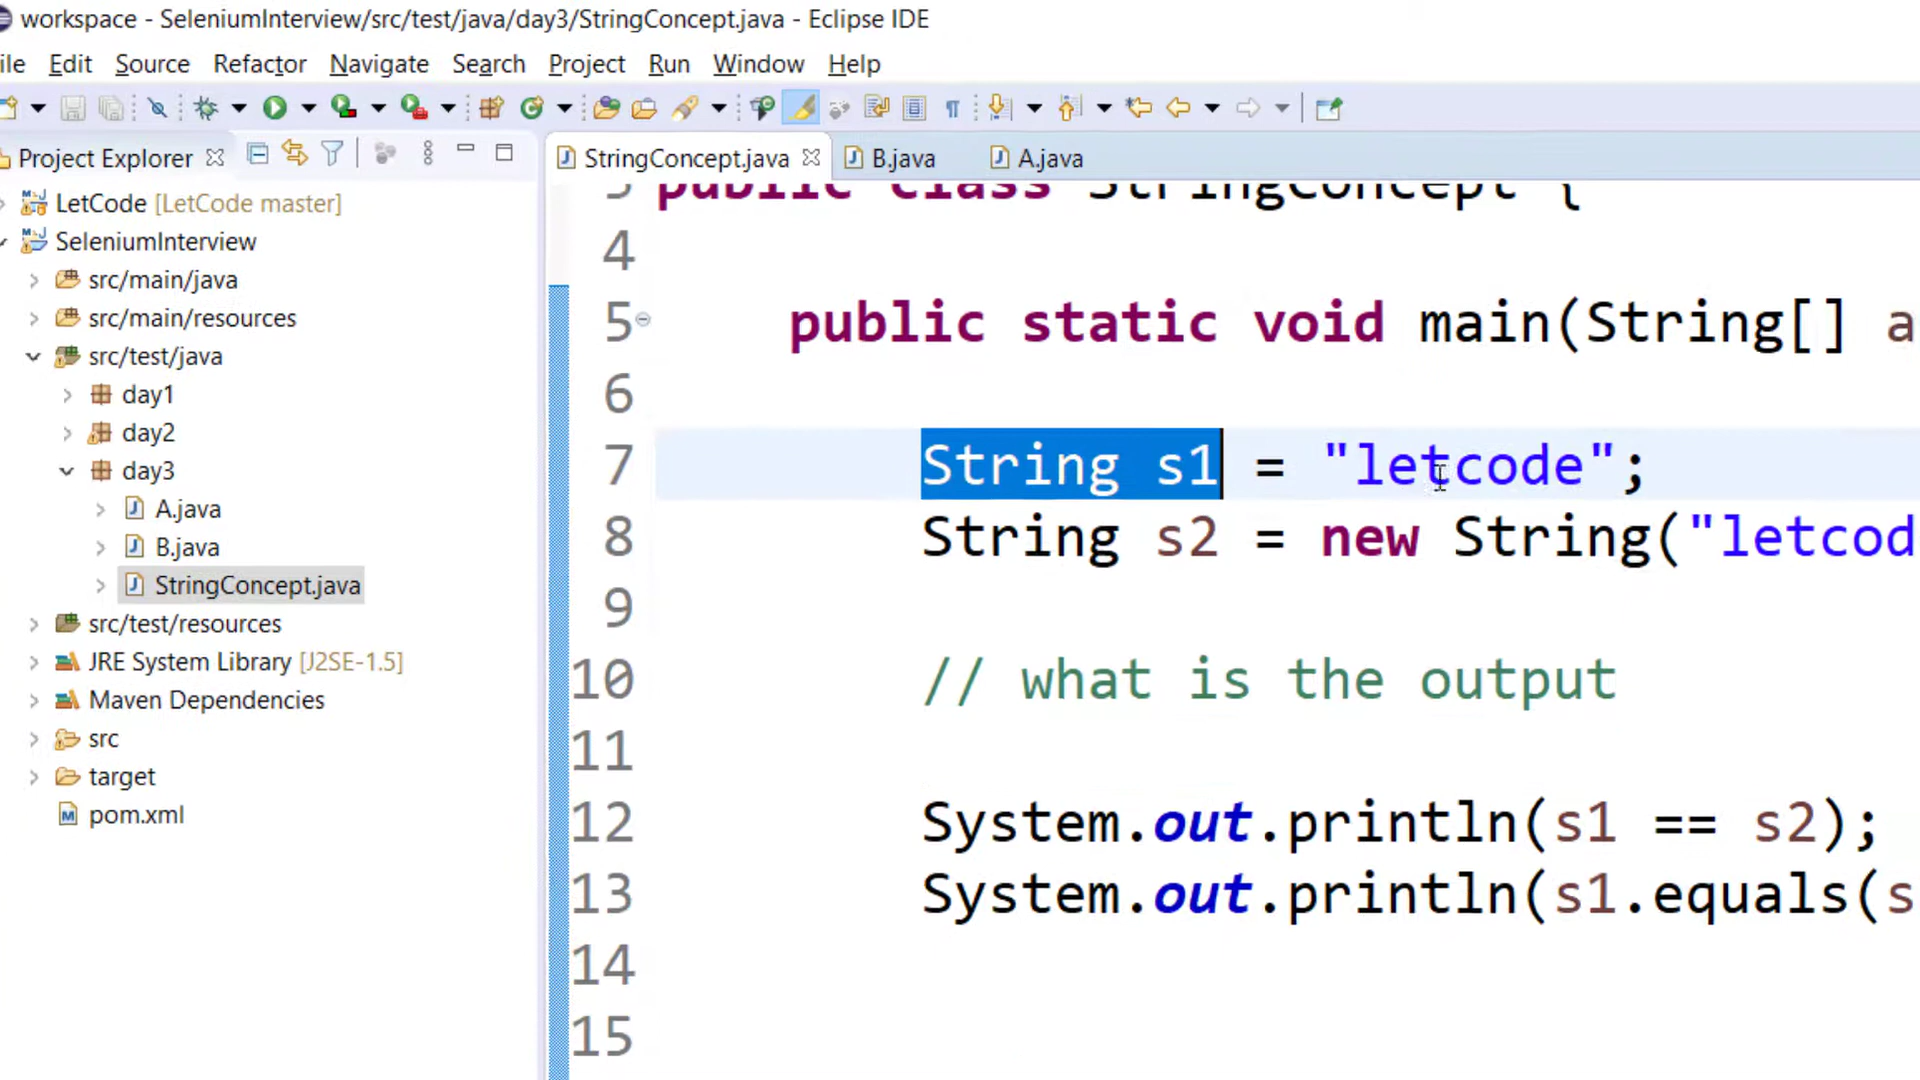 workspace - SeleniumInterview/src/test/java/day3/StringConcept.java - Eclipse IDE
ile Edit Source Refactor Navigate Search Project Run Window Help
Project Explorer
StringConcept.java B.java A.java
LetCode [LetCode master]
SeleniumInterview
src/main/java
src/main/resources
src/test/java
day1
day2
day3
A.java
B.java
StringConcept.java
src/test/resources
JRE System Library [J2SE-1.5]
Maven Dependencies
src
target
pom.xml
3 public class StringConcept {
4
5 public static void main(String[] a
6
7 String s1 = "letcode";
8 String s2 = new String("letcod
9
10 // what is the output
11
12 System.out.println(s1 == s2);
13 System.out.println(s1.equals(s
14
15